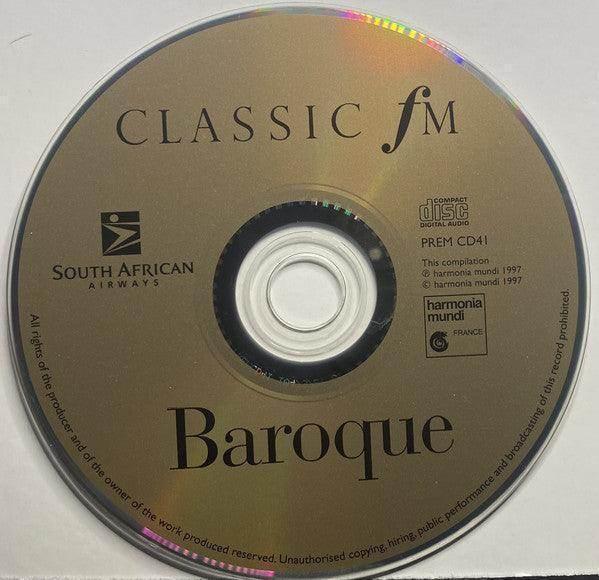 CLASSIC fM
COMPACT
disc
DIGITAL AUDIO
PREM CD41
This compilation
℗ harmonia mundi 1997
© harmonia mundi 1997
harmonia
mundi
FRANCE
SOUTH AFRICAN
AIRWAYS
Baroque
All rights of the producer and of the owner of the work produced reserved. Unauthorised copying, hiring, public performance and broadcasting of this record prohibited.